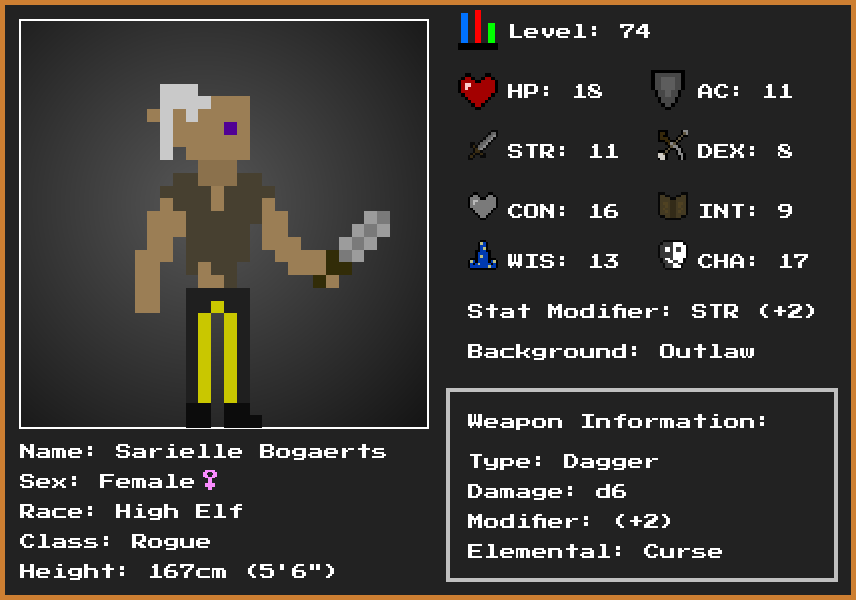 Level: 74
HP: 18 AC: 11
STR: 11 DEX: 8
CON: 16 INT: 9
WIS: 13 CHA: 17
Stat Modifier: STR (+2)
Background: Outlaw
Weapon Information:
Type: Dagger
Damage: d6
Modifier: (+2)
Elemental: Curse
Name: Sarielle Bogaerts
Sex: Female♀
Race: High Elf
Class: Rogue
Height: 167cm (5'6")